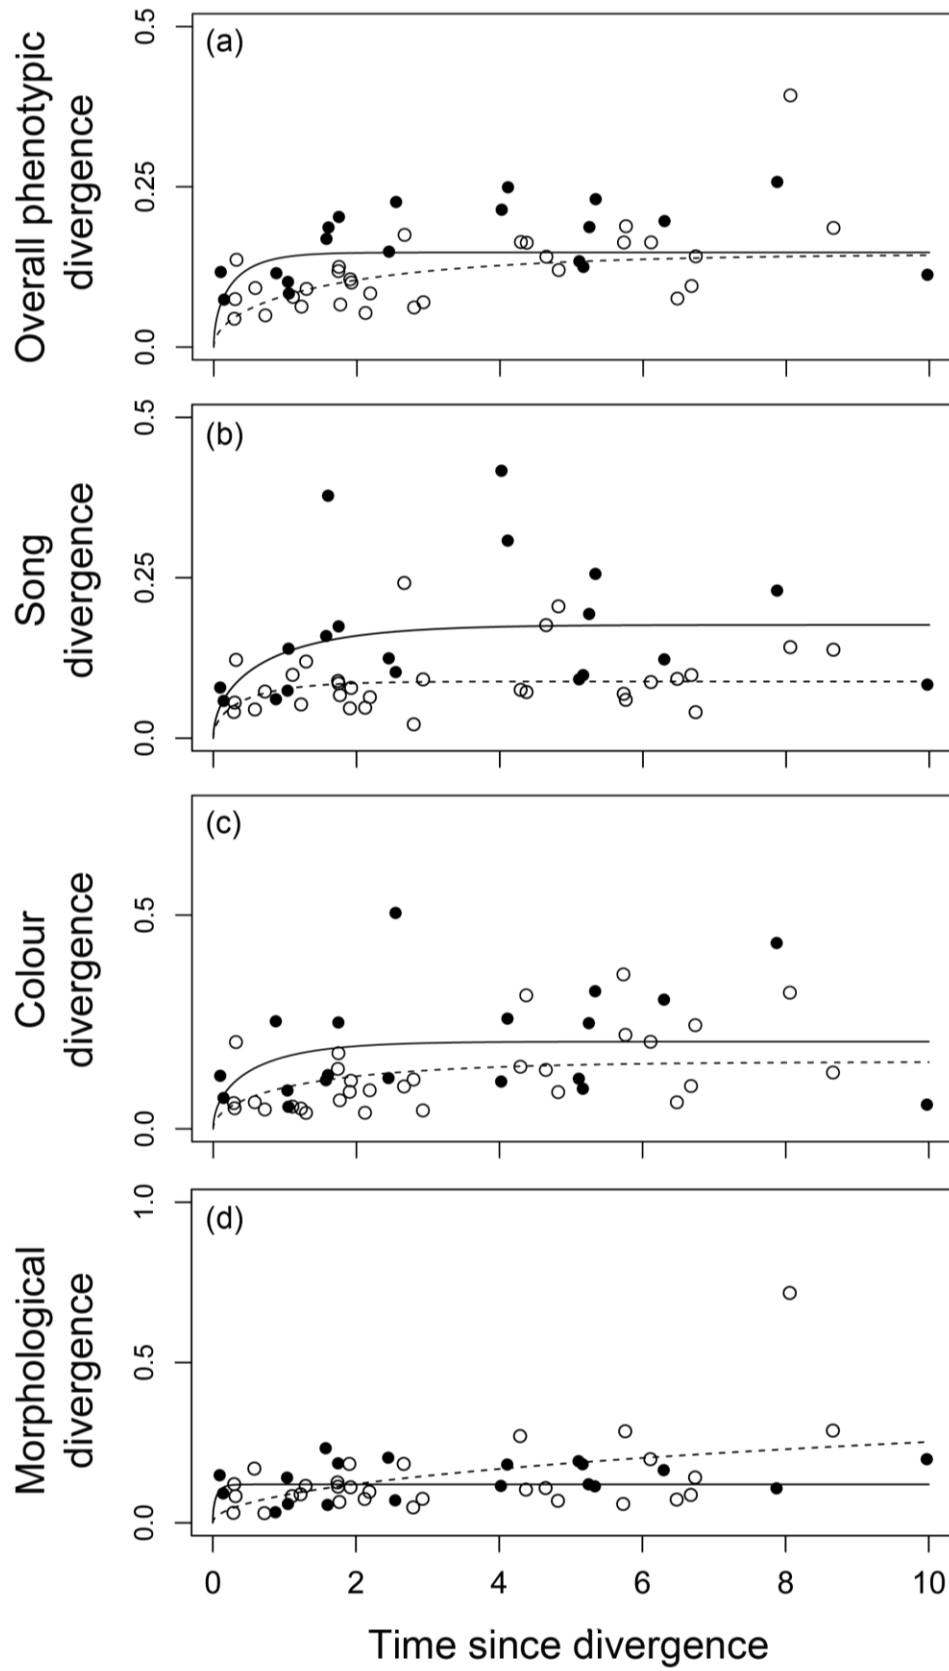 Overall phenotypic
divergence
0.5
0.25
0.0
(a)
Song
divergence
0.5
0.25
0.0
(b)
Colour
divergence
0.5
0.0
(c)
Morphological
divergence
1.0
0.5
0.0
(d)
0 2 4 6 8 10
Time since divergence